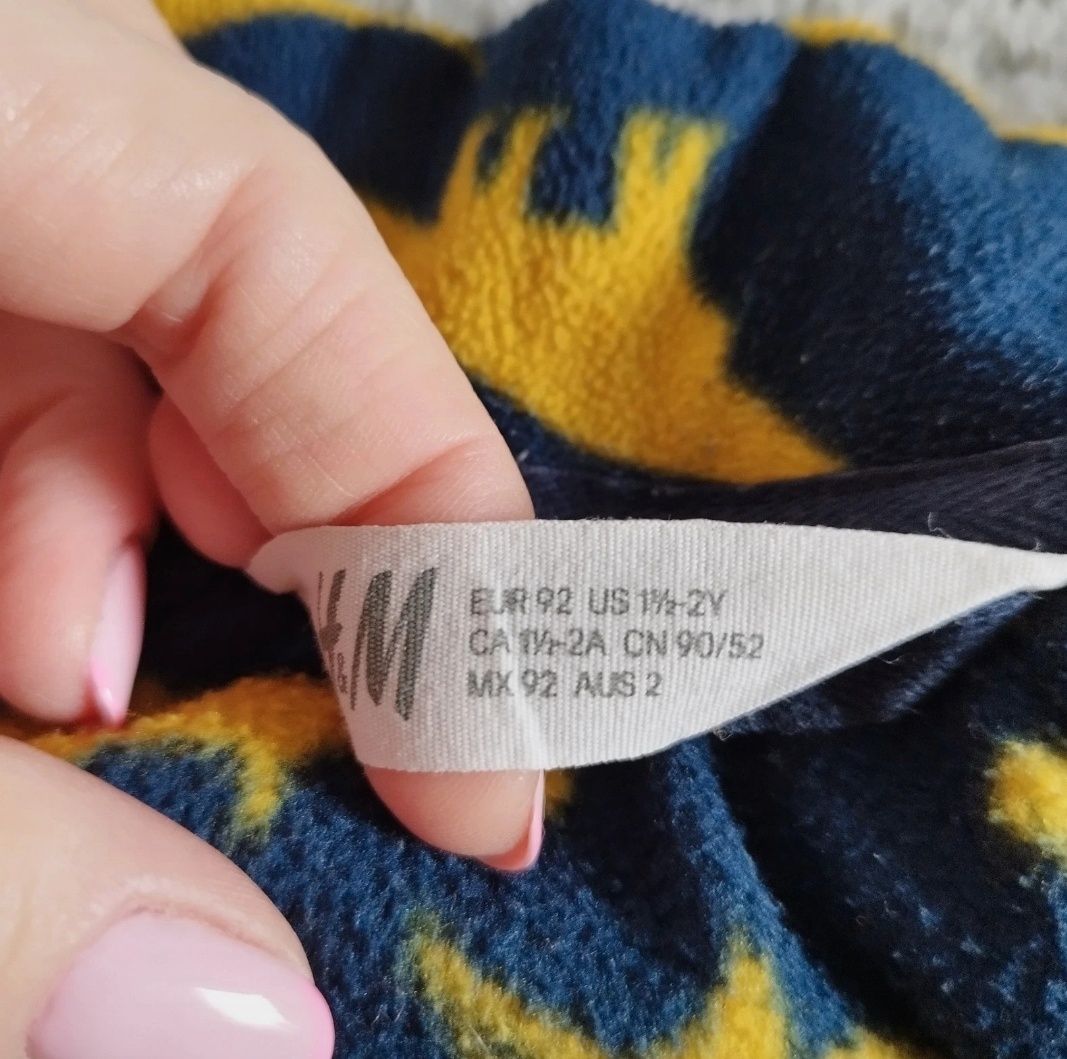 H&M
EUR 92 US 1½-2Y
CA 1½-2A CN 90/52
MX 92 AUS 2